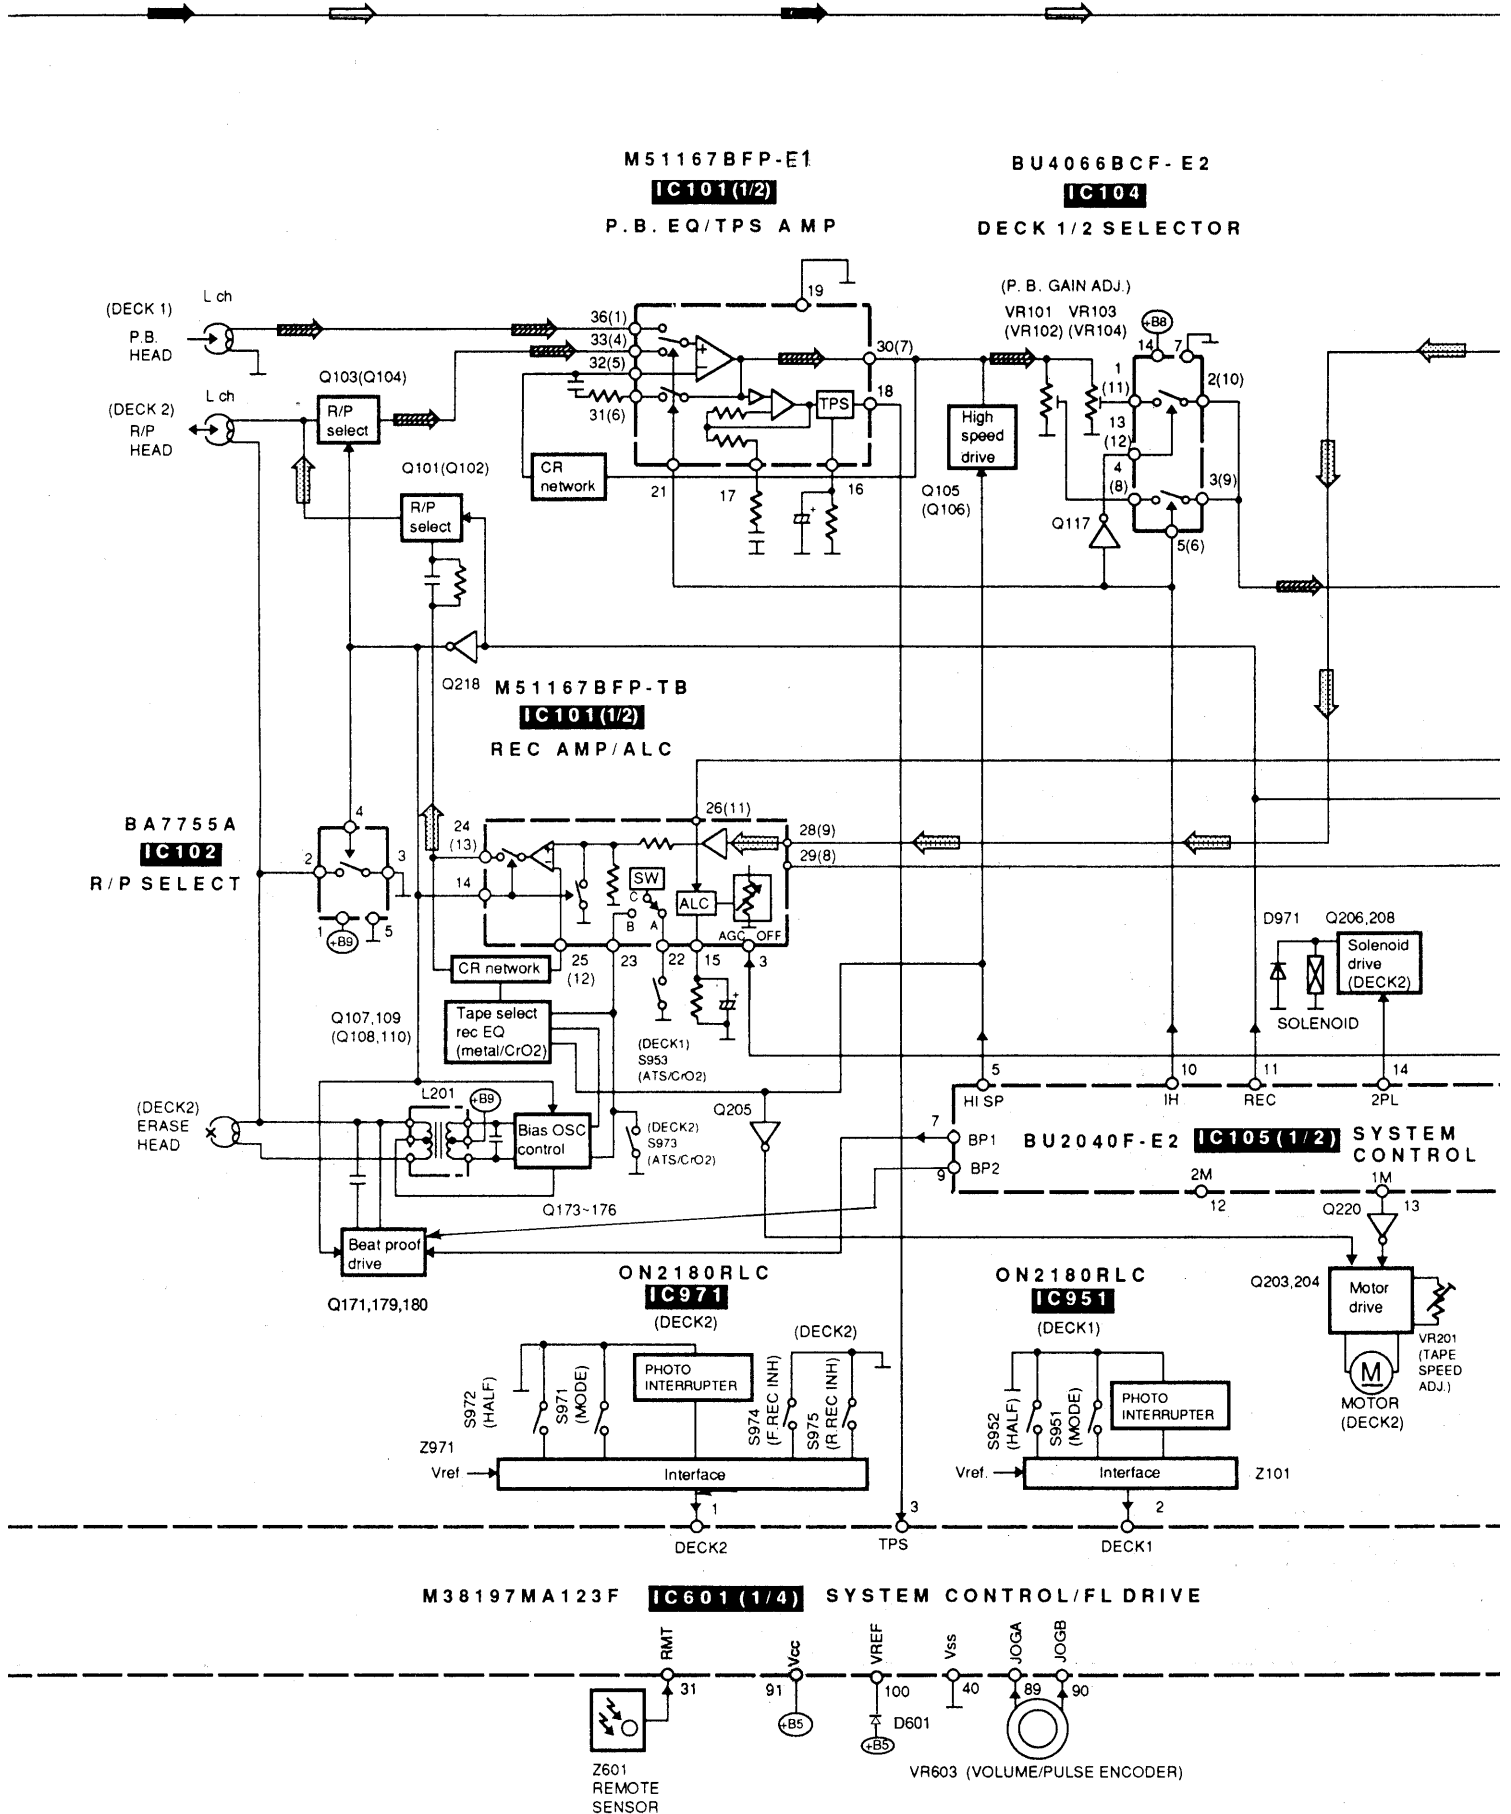 M51167BFP-E1
IC101(1/2)
P.B. EQ/TPS AMP
BU4066BCF-E2
IC104
DECK 1/2 SELECTOR
(DECK 1)
L ch
P.B.
HEAD
(DECK 2)
L ch
R/P
HEAD
Q103(Q104)
R/P
select
Q101(Q102)
R/P
select
36(1)
33(4)
32(5)
31(6)
19
30(7)
18
TPS
CR
network
21
17
16
High
speed
drive
Q105
(Q106)
(P. B. GAIN ADJ.)
VR101 VR103
(VR102) (VR104)
+B8
14
7
1
(11)
2(10)
13
(12)
4
(8)
3(9)
5(6)
Q117
Q218
M51167BFP-TB
IC101(1/2)
REC AMP/ALC
BA7755A
IC102
R/P SELECT
4
2
3
1
+B9
5
24
(13)
14
26(11)
28(9)
29(8)
SW
C
B
A
ALC
AGC OFF
25
(12)
23
22
15
3
CR network
Tape select
rec EQ
(metal/CrO2)
Q107,109
(Q108,110)
(DECK1)
S953
(ATS/CrO2)
(DECK2)
ERASE
HEAD
L201
+B9
Bias OSC
control
(DECK2)
S973
(ATS/CrO2)
Q173~176
Beat proof
drive
Q171,179,180
Q205
D971
Q206,208
Solenoid
drive
(DECK2)
SOLENOID
5
10
11
14
HI SP
IH
REC
2PL
7
BP1
BP2
9
BU2040F-E2
IC105(1/2)
SYSTEM
CONTROL
2M
12
1M
13
Q220
Q203,204
Motor
drive
VR201
(TAPE
SPEED
ADJ.)
M
MOTOR
(DECK2)
ON2180RLC
IC971
(DECK2)
S972
(HALF)
S971
(MODE)
PHOTO
INTERRUPTER
(DECK2)
S974
(F.REC INH)
S975
(R.REC INH)
Z971
Vref
Interface
1
DECK2
3
TPS
ON2180RLC
IC951
(DECK1)
S952
(HALF)
S951
(MODE)
PHOTO
INTERRUPTER
Vref.
Interface
Z101
2
DECK1
M38197MA123F
IC601(1/4)
SYSTEM CONTROL/FL DRIVE
RMT
31
Vcc
91
+B5
VREF
100
D601
+B5
Vss
40
JOGA
89
JOGB
90
Z601
REMOTE
SENSOR
VR603 (VOLUME/PULSE ENCODER)